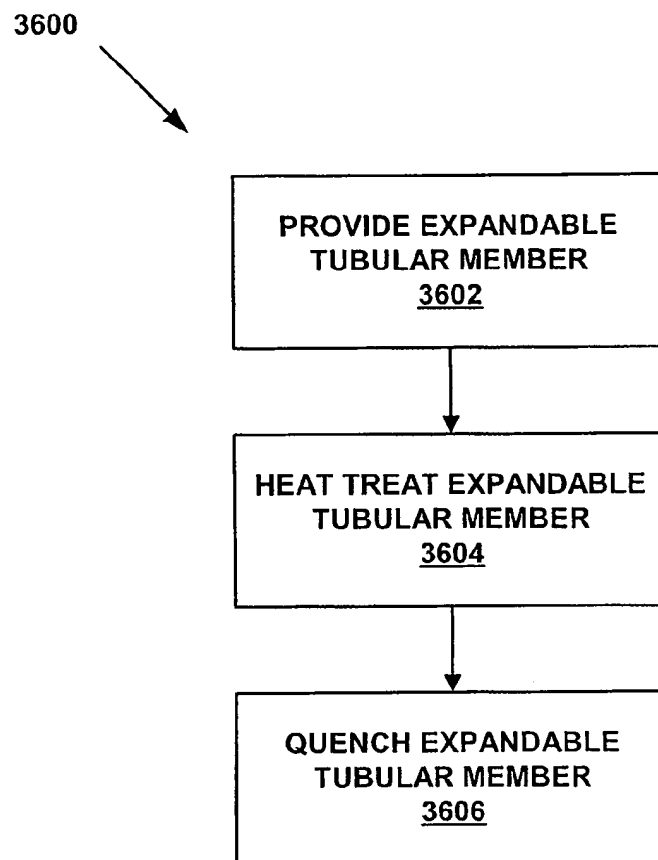 3600
PROVIDE EXPANDABLE
TUBULAR MEMBER
3602
HEAT TREAT EXPANDABLE
TUBULAR MEMBER
3604
QUENCH EXPANDABLE
TUBULAR MEMBER
3606